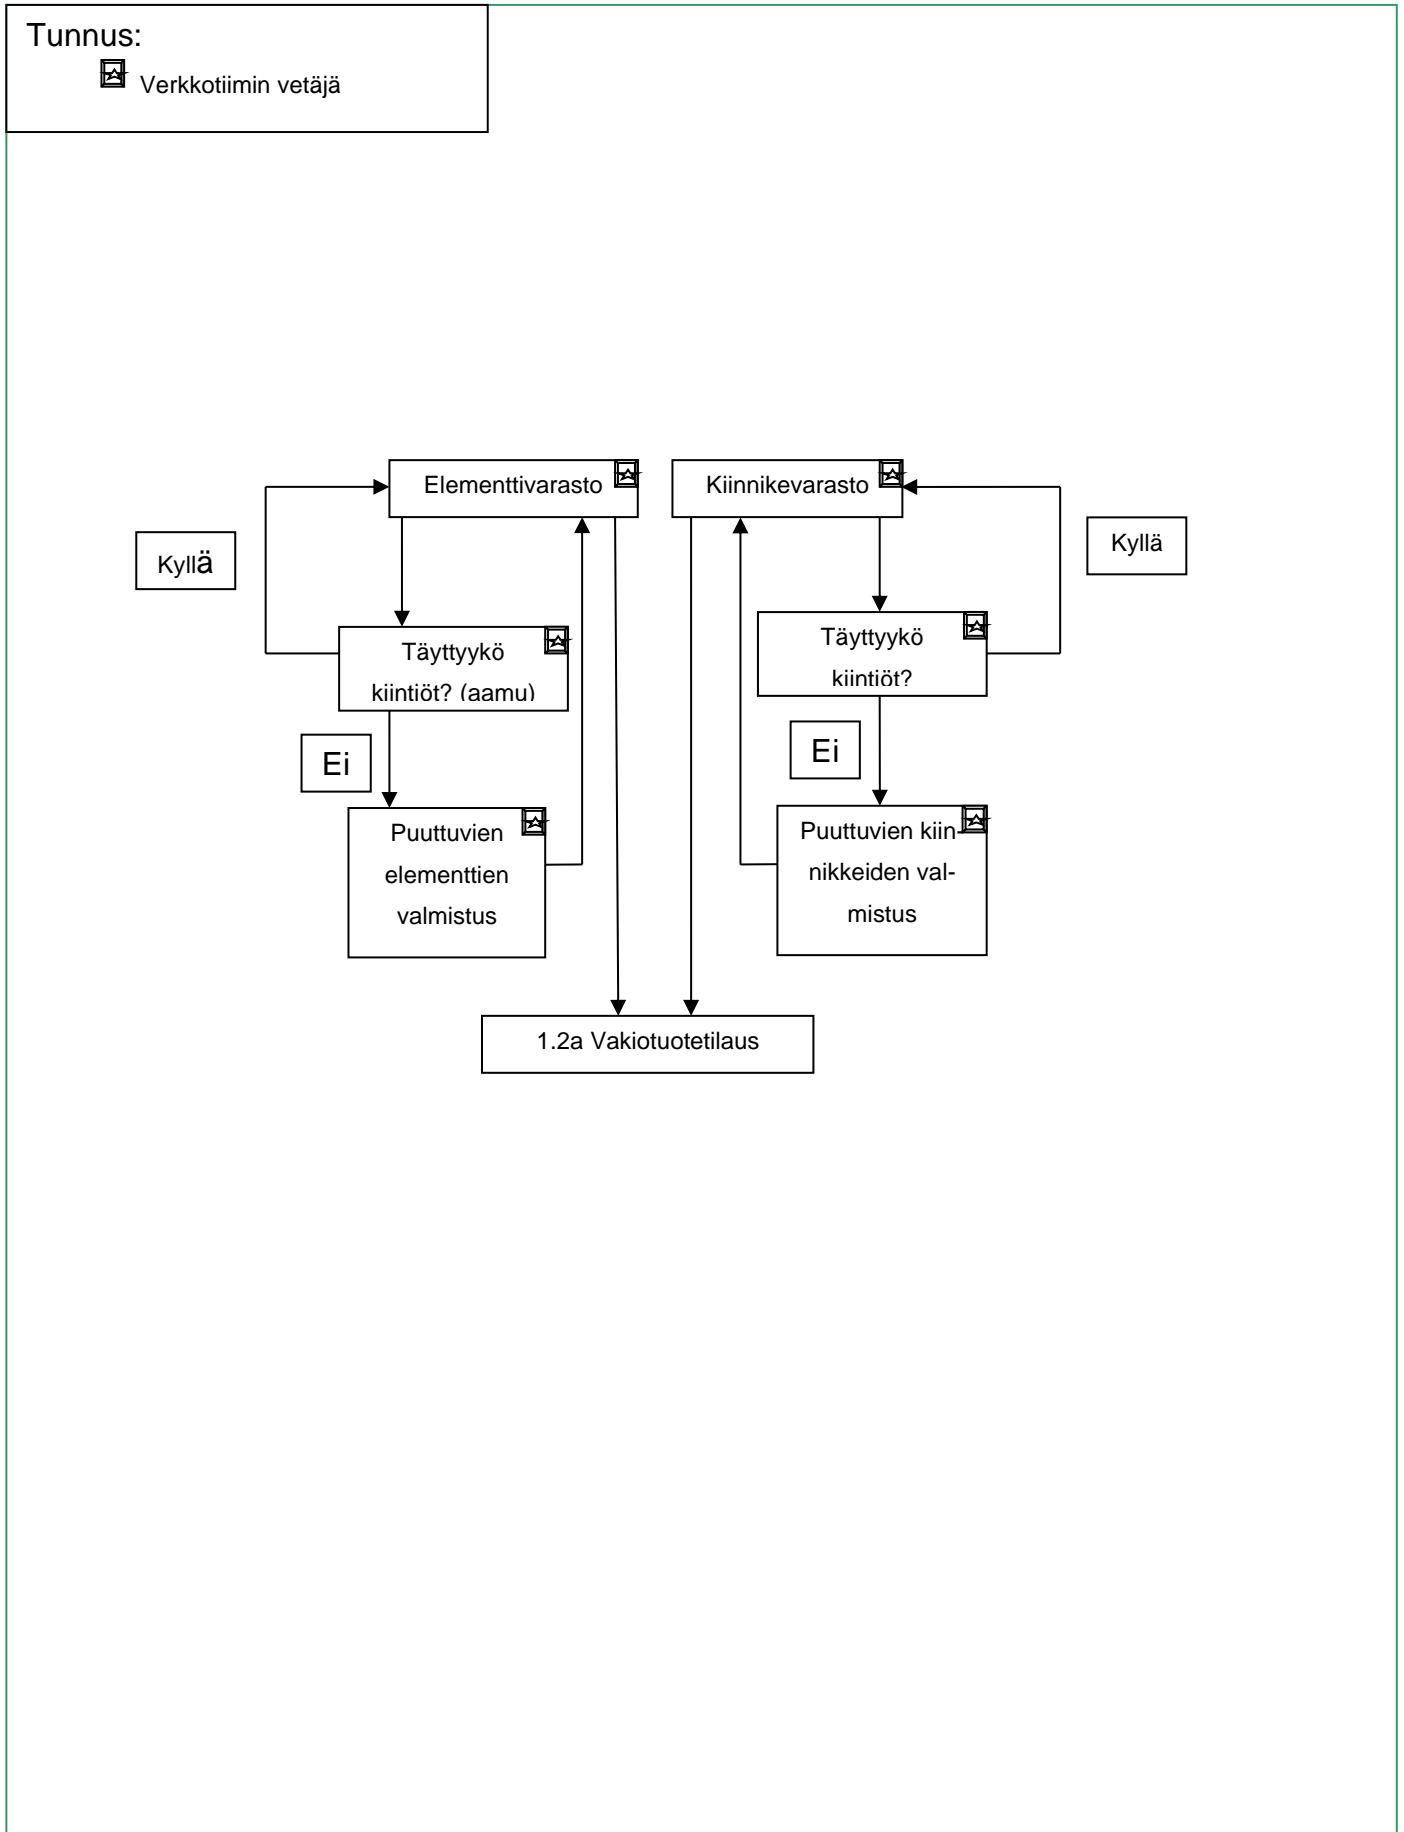 Tunnus:
Verkkotiimin vetäjä
Elementtivarasto
Kiinnikevarasto
Kyllä
Kyllä
Täyttyykö
kiintiöt? (aamu)
Täyttyykö
kiintiöt?
Ei
Ei
Puuttuvien
elementtien
valmistus
Puuttuvien kiin-
nikkeiden val-
mistus
1.2a Vakiotuotetilaus